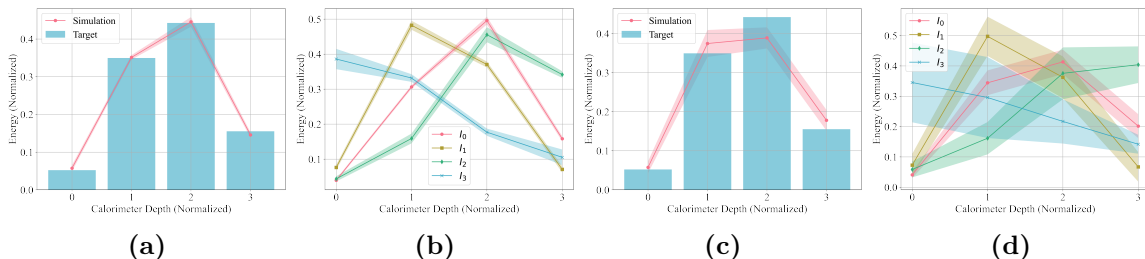 Energy (Normalized)
0.4
0.3
0.2
0.1
0.0
Simulation
Target
0 1 2 3
Calorimeter Depth (Normalized)
(a)
Energy (Normalized)
0.5
0.4
0.3
0.2
0.1
I0
I1
I2
I3
0 1 2 3
Calorimeter Depth (Normalized)
(b)
Energy (Normalized)
0.4
0.3
0.2
0.1
0.0
Simulation
Target
0 1 2 3
Calorimeter Depth (Normalized)
(c)
Energy (Normalized)
0.5
0.4
0.3
0.2
0.1
0.0
I0
I1
I2
I3
0 1 2 3
Calorimeter Depth (Normalized)
(d)